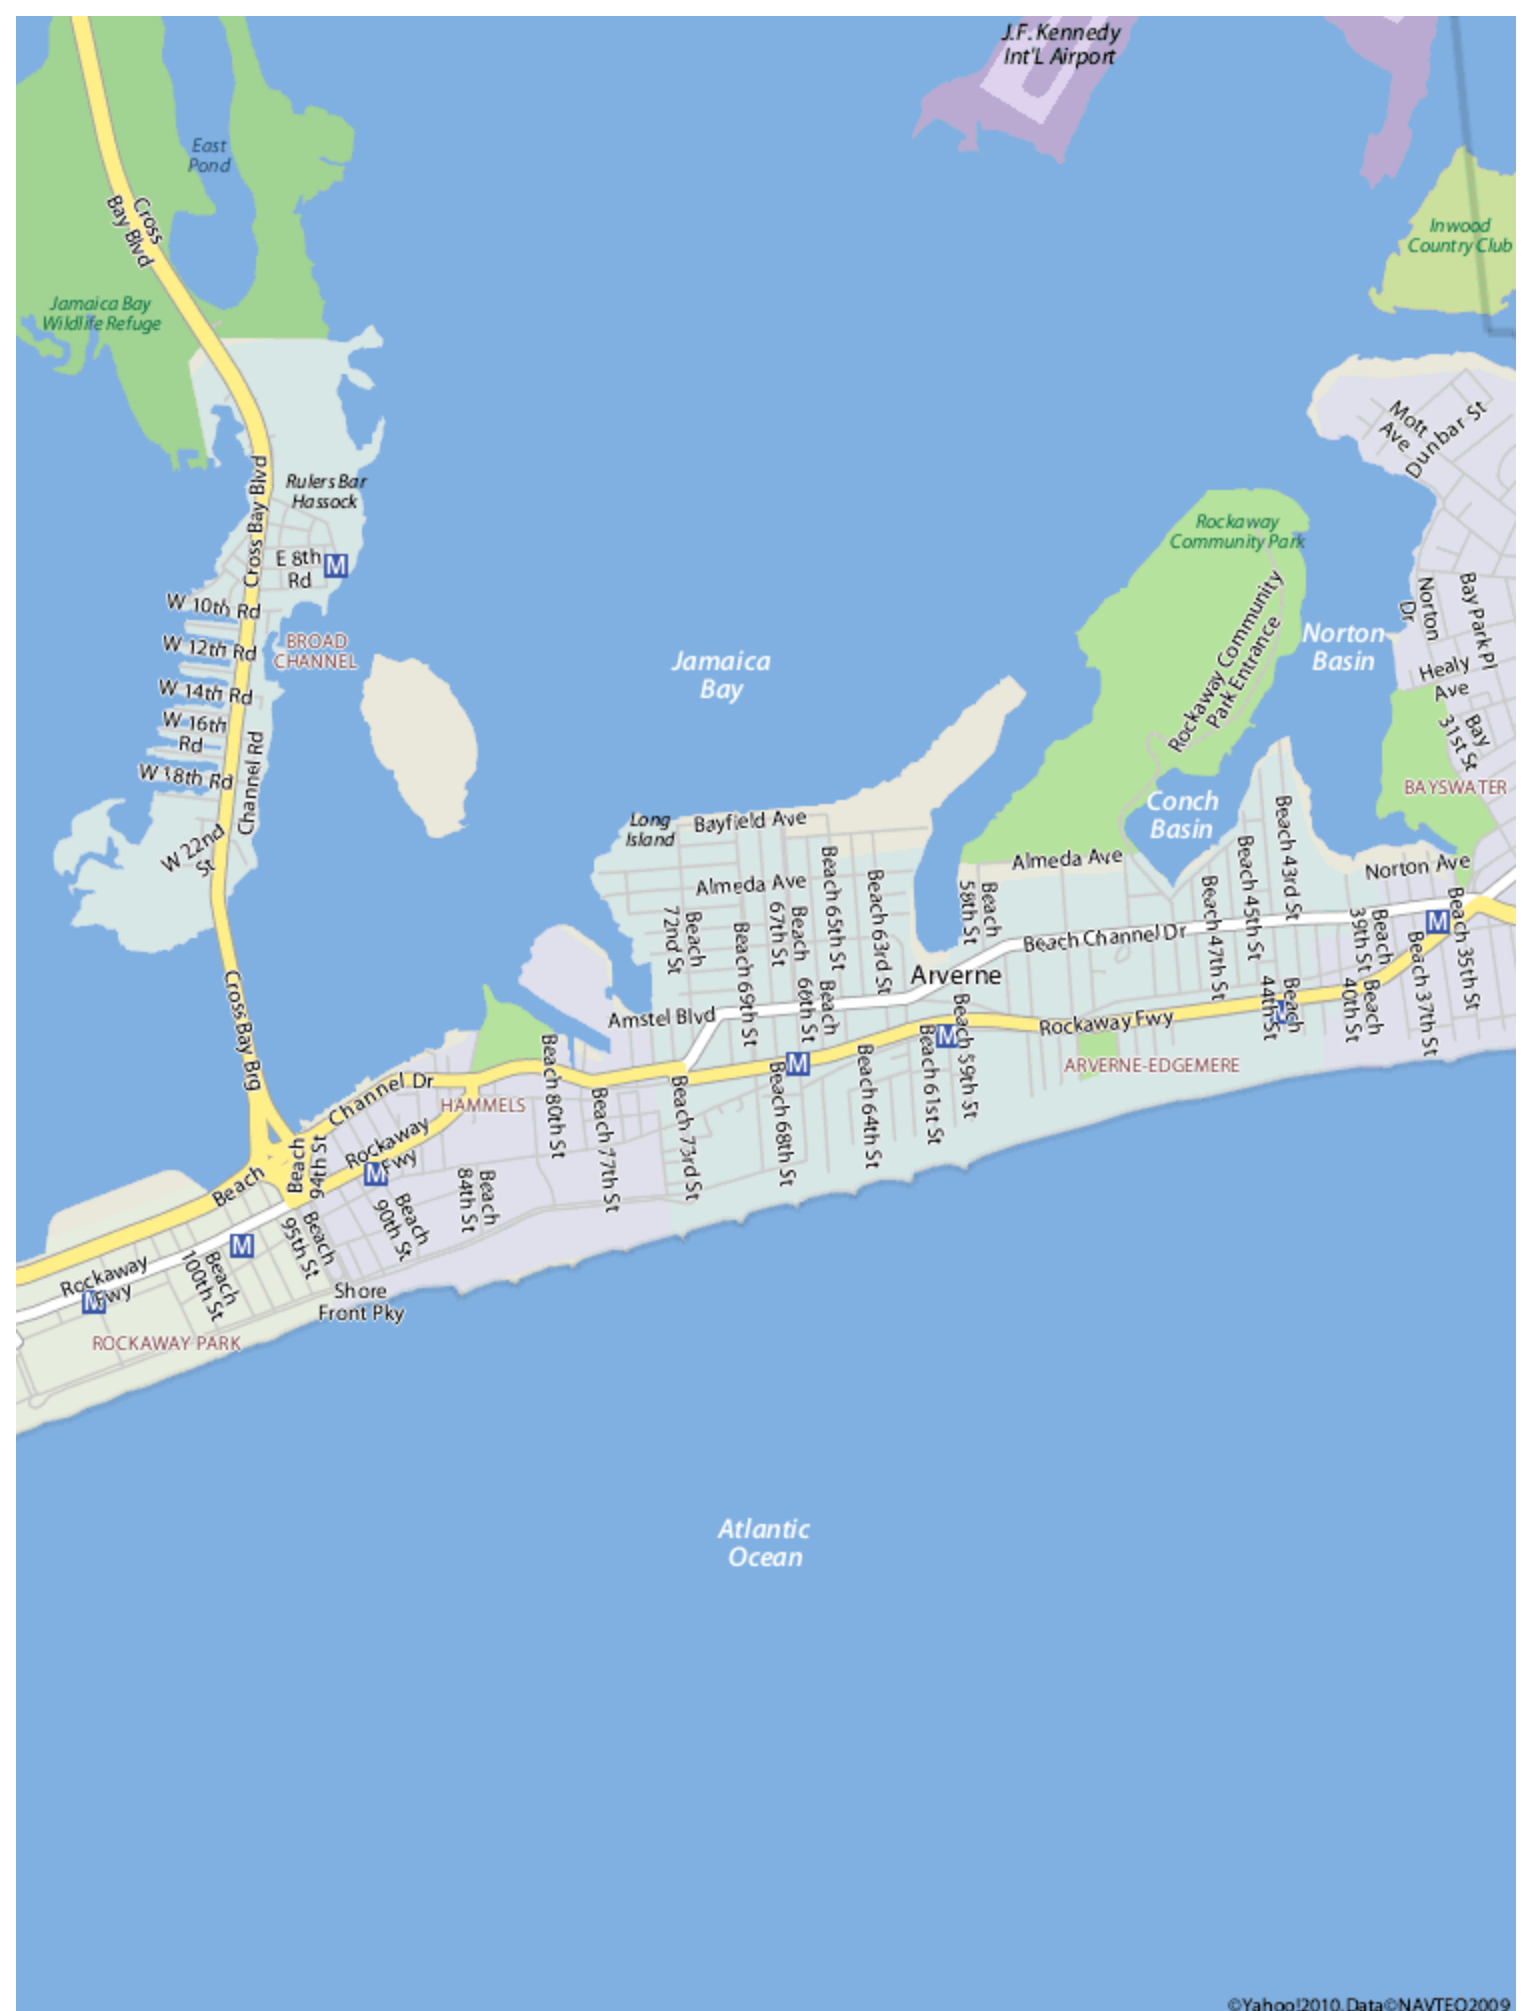 J.F. Kennedy
Int'L Airport
East
Pond
Cross
Bay Blvd
Inwood
Country Club
Jamaica Bay
Wildlife Refuge
Mott
Ave
Dunbar St
Cross Bay Blvd
Rulers Bar
Hassock
Rockaway
Community Park
E 8th
Rd
M
W 10th Rd
Norton
Dr
Bay Park Pl
W 12th Rd
BROAD
CHANNEL
Jamaica
Bay
Rockaway Community
Park Entrance
Norton
Basin
Healy
Ave
W 14th Rd
W 16th
Rd
Bay
31st St
W 18th Rd
Channel Rd
BAYSWATER
Conch
Basin
W 22nd
St
Long
Island
Bayfield Ave
Almeda Ave
Norton Ave
Almeda Ave
Beach
72nd St
Beach 69th St
Beach
67th St
Beach
66th St
Beach 65th St
Beach 63rd St
Beach
58th St
Beach 47th St
Beach 45th St
Beach 43rd St
Beach
39th St
Beach 37th St
Beach 35th St
M
Beach Channel Dr
Arverne
Cross Bay Brg
Amstel Blvd
Beach
44th St
M
Beach
40th St
Rockaway Fwy
M
M
ARVERNE-EDGEMERE
Beach 59th St
Beach 61st St
Beach 64th St
Beach 68th St
Beach 73rd St
Beach 77th St
Beach 80th St
Channel Dr
HAMMELS
Rockaway
Fwy
M
Beach
94th St
Beach
Beach
84th St
Beach
90th St
Beach
95th St
M
Beach
100th St
Rockaway
Fwy
M
Shore
Front Pky
ROCKAWAY PARK
Atlantic
Ocean
©Yahoo!2010, Data©NAVTEQ2009